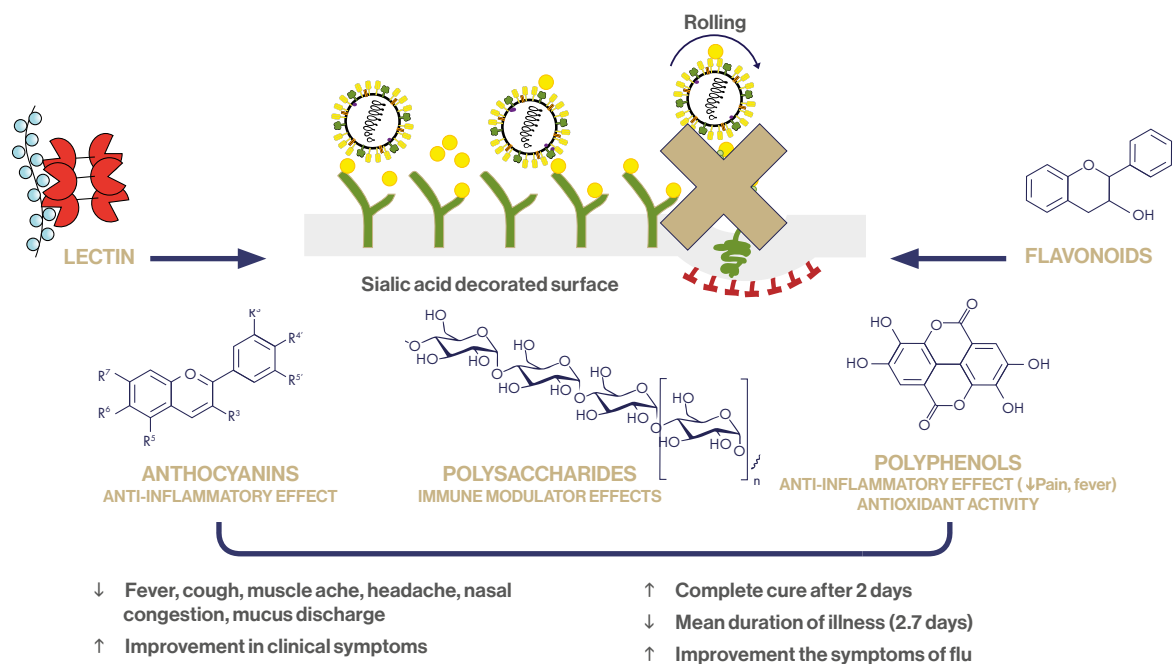 Rolling
LECTIN
FLAVONOIDS
OH
O
Sialic acid decorated surface
R⁴'
R⁵'
R⁷
R⁶
R⁵
R³
O
ANTHOCYANINS
ANTI-INFLAMMATORY EFFECT
HO
O
HO
OH
O
HO
O
HO
OH
O
HO
O
HO
OH
O
HO
O
HO
OH
O
n
POLYSACCHARIDES
IMMUNE MODULATOR EFFECTS
O
O
HO
HO
OH
OH
O
O
POLYPHENOLS
ANTI-INFLAMMATORY EFFECT (↓Pain, fever)
ANTIOXIDANT ACTIVITY
↓ Fever, cough, muscle ache, headache, nasal
congestion, mucus discharge
↑ Improvement in clinical symptoms
↑ Complete cure after 2 days
↓ Mean duration of illness (2.7 days)
↑ Improvement the symptoms of flu